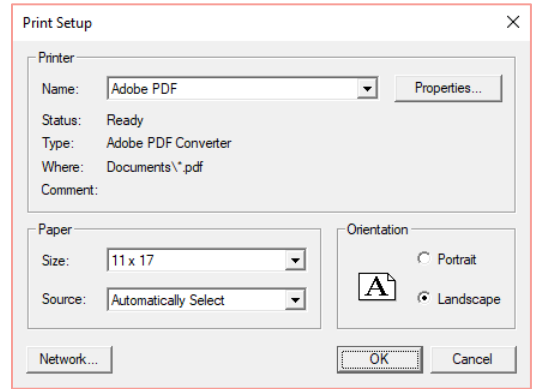 Print Setup
Printer
Name: Adobe PDF Properties...
Status: Ready
Type: Adobe PDF Converter
Where: Documents\*.pdf
Comment:
Paper
Size: 11 x 17
Source: Automatically Select
Orientation
A
Portrait
Landscape
Network... OK Cancel